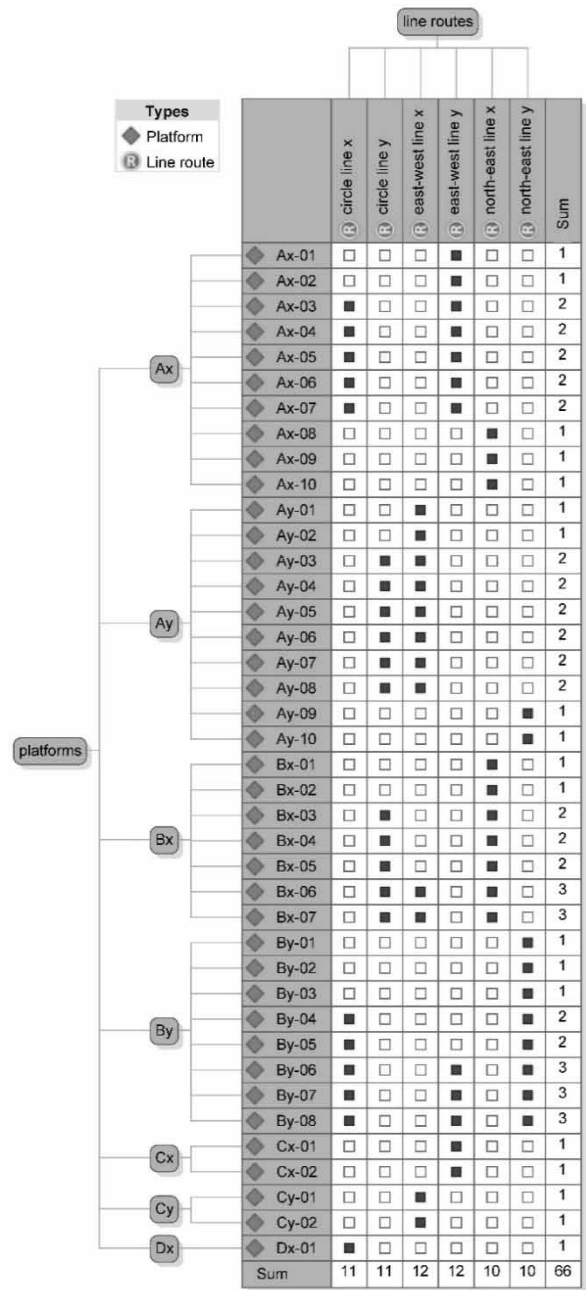 line routes
Types
Platform
R Line route
R circle line x
R circle line y
R east-west line x
R east-west line y
R north-east line x
R north-east line y
Sum
Ax-01 1
Ax-02 1
Ax-03 2
Ax-04 2
Ax-05 2
Ax
Ax-06 2
Ax-07 2
Ax-08 1
Ax-09 1
Ax-10 1
Ay-01 1
Ay-02 1
Ay-03 2
Ay-04 2
Ay-05 2
Ay
Ay-06 2
Ay-07 2
Ay-08 2
Ay-09 1
Ay-10 1
platforms
Bx-01 1
Bx-02 1
Bx-03 2
Bx
Bx-04 2
Bx-05 2
Bx-06 3
Bx-07 3
By-01 1
By-02 1
By-03 1
By-04 2
By
By-05 2
By-06 3
By-07 3
By-08 3
Cx
Cx-01 1
Cx-02 1
Cy
Cy-01 1
Cy-02 1
Dx
Dx-01 1
Sum 11 11 12 12 10 10 66